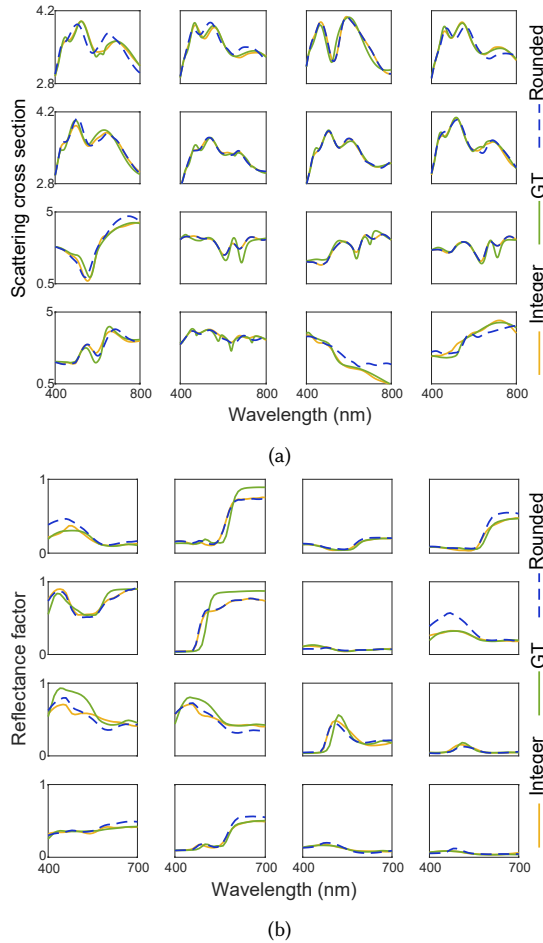 4.2
2.8
4.2
2.8
5
0.5
5
0.5
400
800
400
800
400
800
400
800
Scattering cross section
Wavelength (nm)
Integer
GT
Rounded
(a)
1
0
1
0
1
0
1
0
400
700
400
700
400
700
400
700
Reflectance factor
Wavelength (nm)
Integer
GT
Rounded
(b)